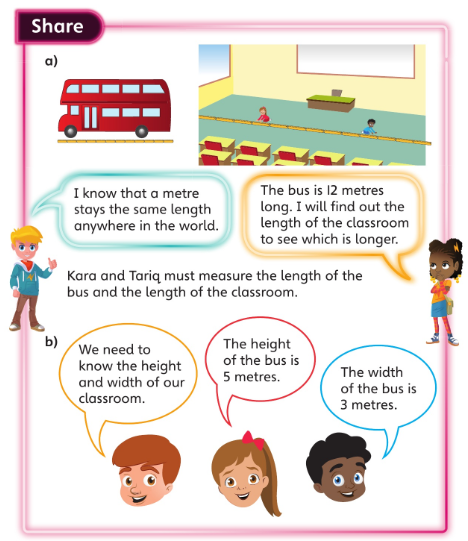 Share
a)
I know that a metre
stays the same length
anywhere in the world.
The bus is 12 metres
long. I will find out the
length of the classroom
to see which is longer.
Kara and Tariq must measure the length of the
bus and the length of the classroom.
b)
We need to
know the height
and width of our
classroom.
The height
of the bus is
5 metres.
The width
of the bus is
3 metres.